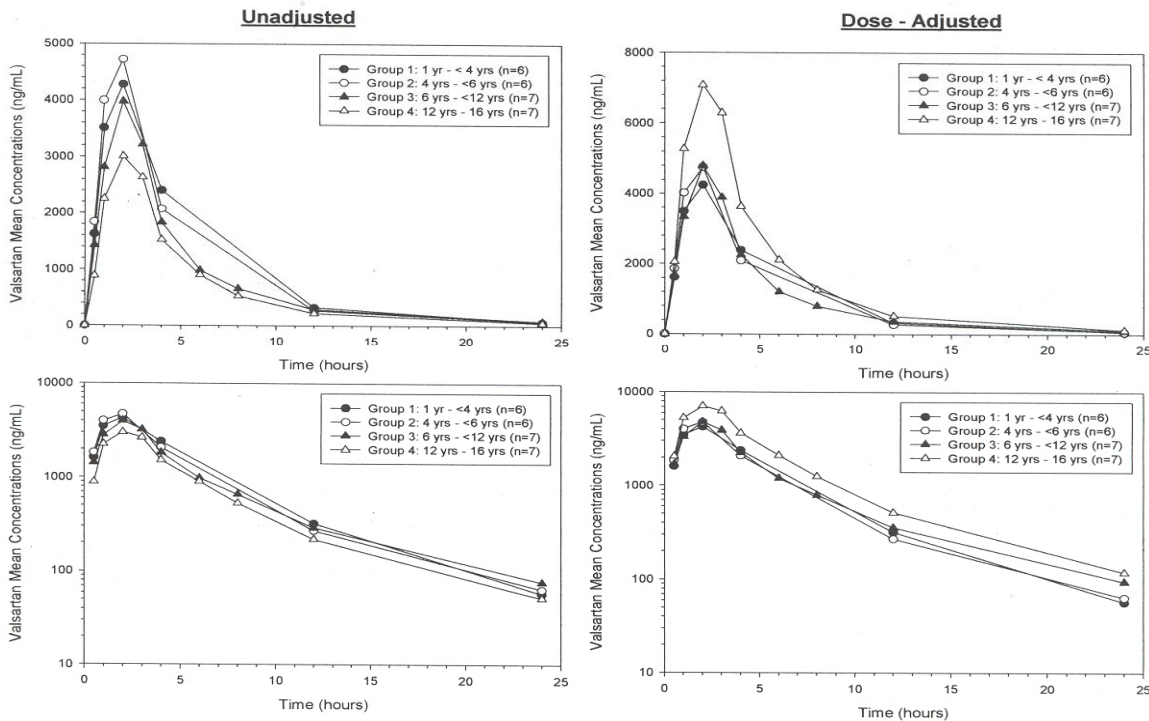 Unadjusted
5000
4000
3000
2000
1000
0
Valsartan Mean Concentrations (ng/mL)
Group 1: 1 yr - < 4 yrs (n=6)
Group 2: 4 yrs - <6 yrs (n=6)
Group 3: 6 yrs - <12 yrs (n=7)
Group 4: 12 yrs - 16 yrs (n=7)
0 5 10 15 20 25
Time (hours)
Dose - Adjusted
8000
6000
4000
2000
0
Valsartan Mean Concentrations (ng/mL)
Group 1: 1 yr - < 4 yrs (n=6)
Group 2: 4 yrs - <6 yrs (n=6)
Group 3: 6 yrs - <12 yrs (n=7)
Group 4: 12 yrs - 16 yrs (n=7)
0 5 10 15 20 25
Time (hours)
10000
1000
100
10
Valsartan Mean Concentrations (ng/mL)
Group 1: 1 yr - <4 yrs (n=6)
Group 2: 4 yrs - <6 yrs (n=6)
Group 3: 6 yrs - <12 yrs (n=7)
Group 4: 12 yrs - 16 yrs (n=7)
0 5 10 15 20 25
Time (hours)
10000
1000
100
10
Valsartan Mean Concentrations (ng/mL)
Group 1: 1 yr - <4 yrs (n=6)
Group 2: 4 yrs - <6 yrs (n=6)
Group 3: 6 yrs - <12 yrs (n=7)
Group 4: 12 yrs - 16 yrs (n=7)
0 5 10 15 20 25
Time (hours)